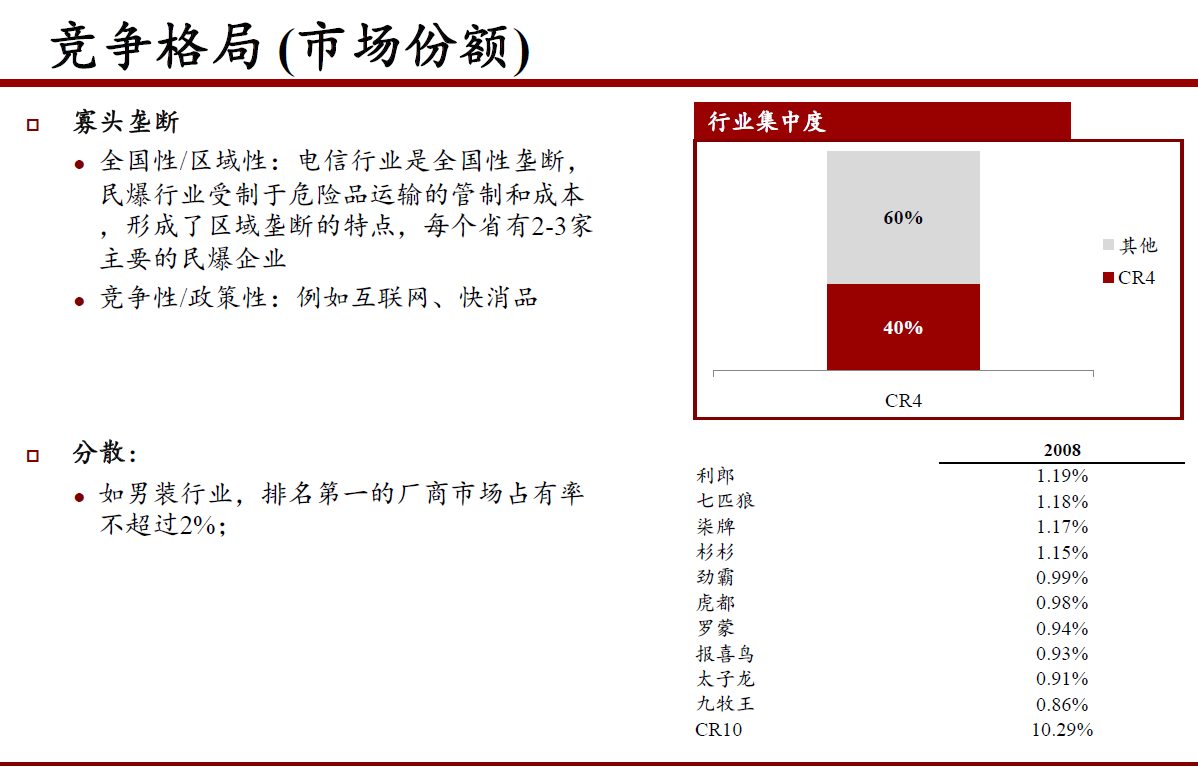 竞争格局 (市场份额)
寡头垄断
全国性/区域性：电信行业是全国性垄断，
民爆行业受制于危险品运输的管制和成本
，形成了区域垄断的特点，每个省有2-3家
主要的民爆企业
竞争性/政策性：例如互联网、快消品
分散：
如男装行业，排名第一的厂商市场占有率
不超过2%；
行业集中度
60%
40%
其他
CR4
CR4
2008
利郎 1.19%
七匹狼 1.18%
柒牌 1.17%
杉杉 1.15%
劲霸 0.99%
虎都 0.98%
罗蒙 0.94%
报喜鸟 0.93%
太子龙 0.91%
九牧王 0.86%
CR10 10.29%